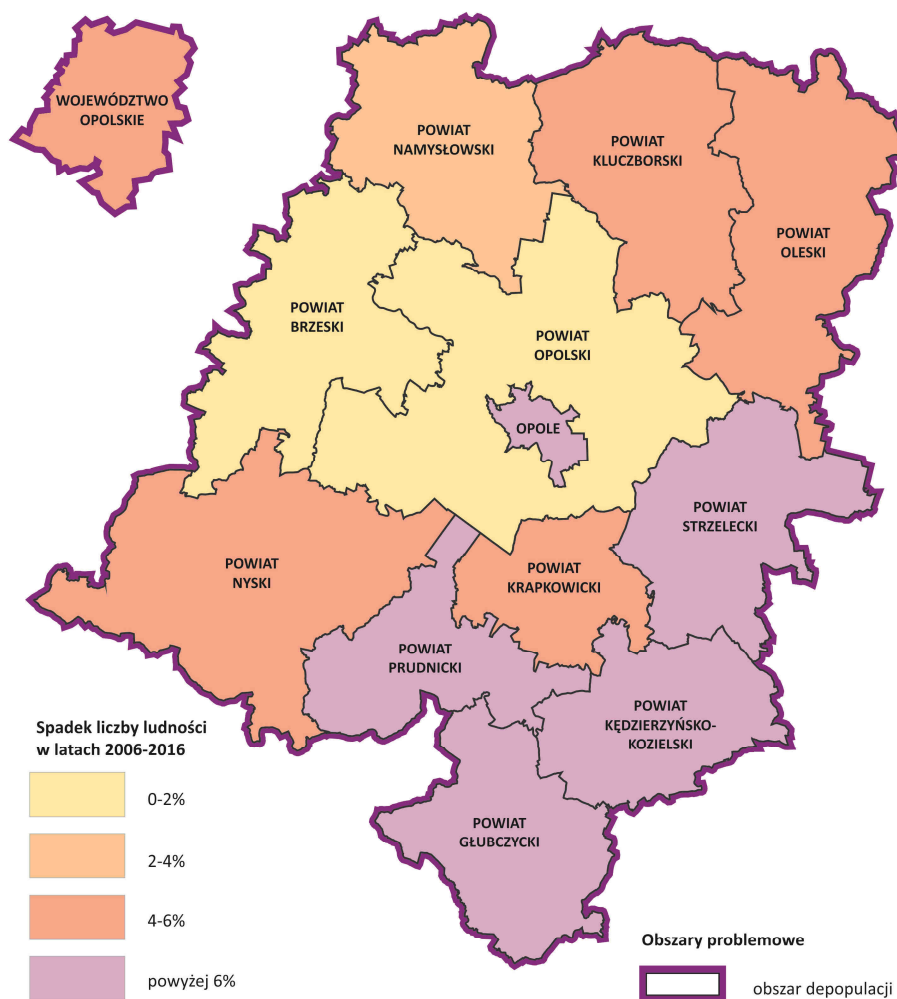 WOJEWÓDZTWO
OPOLSKIE
POWIAT
NAMYSŁOWSKI
POWIAT
KLUCZBORSKI
POWIAT
OLESKI
POWIAT
BRZESKI
POWIAT
OPOLSKI
OPOLE
POWIAT
STRZELECKI
POWIAT
NYSKI
POWIAT
KRAPKOWICKI
POWIAT
PRUDNICKI
POWIAT
KĘDZIERZYŃSKO-
KOZIELSKI
POWIAT
GŁUBCZYCKI
Spadek liczby ludności
w latach 2006-2016
0-2%
2-4%
4-6%
powyżej 6%
Obszary problemowe
obszar depopulacji